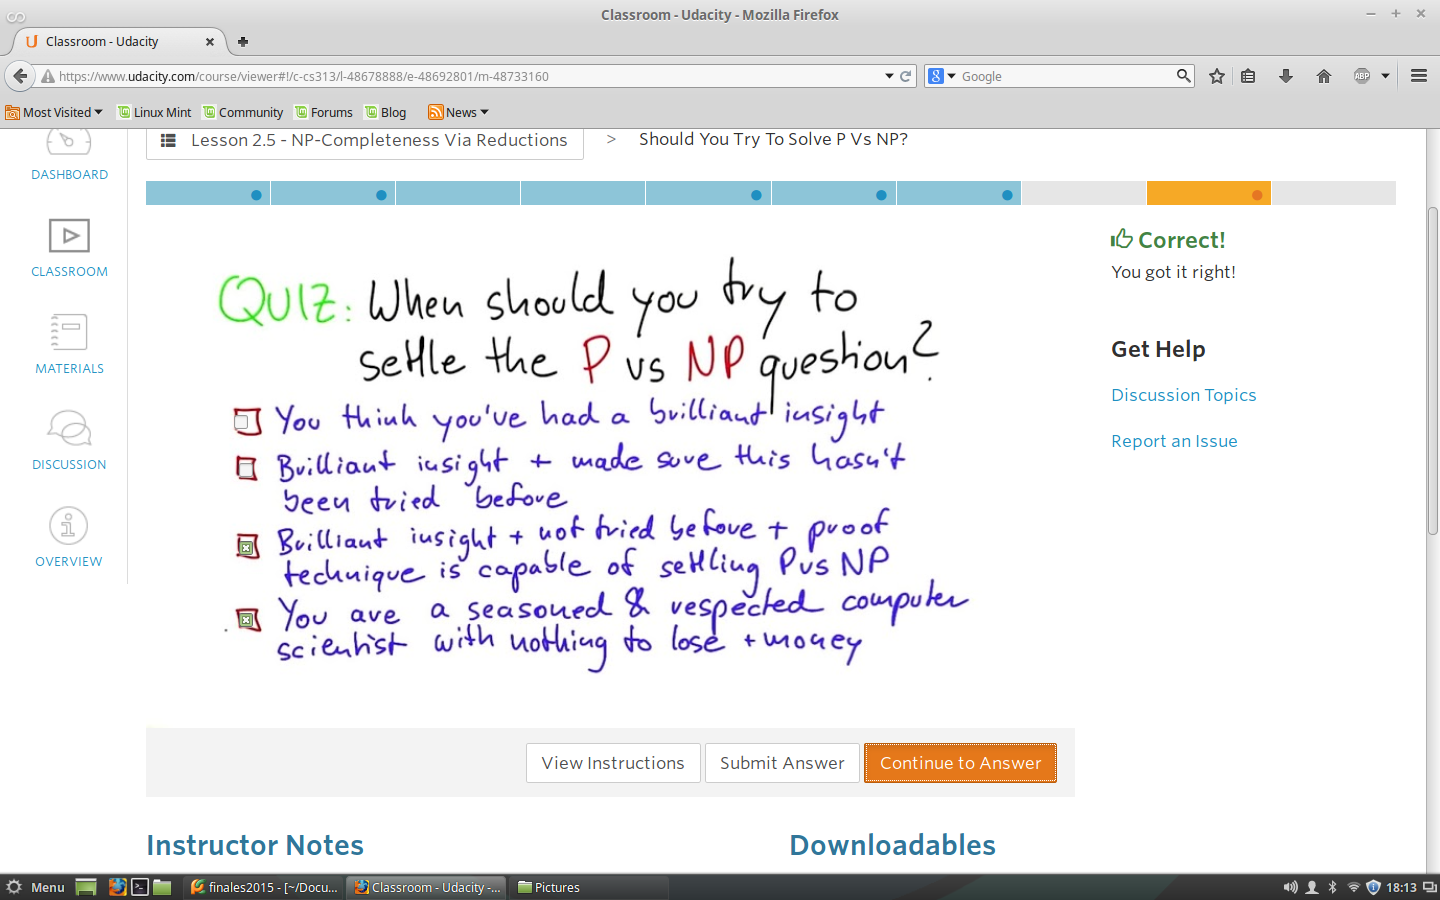 Classroom - Udacity - Mozilla Firefox
Classroom - Udacity
https://www.udacity.com/course/viewer#!/c-cs313/l-48678888/e-48692801/m-48733160
Google
ABP
Most Visited
Linux Mint
Community
Forums
Blog
News
Lesson 2.5 - NP-Completeness Via Reductions > Should You Try To Solve P Vs NP?
DASHBOARD
CLASSROOM
MATERIALS
DISCUSSION
OVERVIEW
QUIZ: When should you try to
settle the P vs NP question?
You think you've had a brilliant insight
Brilliant insight + made sure this hasn't
been tried before
Brilliant insight + not tried before + proof
technique is capable of settling P vs NP
You are a seasoned & respected computer
scientist with nothing to lose + money
Correct!
You got it right!
Get Help
Discussion Topics
Report an Issue
View Instructions
Submit Answer
Continue to Answer
Instructor Notes
Downloadables
Menu
finales2015 - [~/Docu...
Classroom - Udacity -...
Pictures
18:13